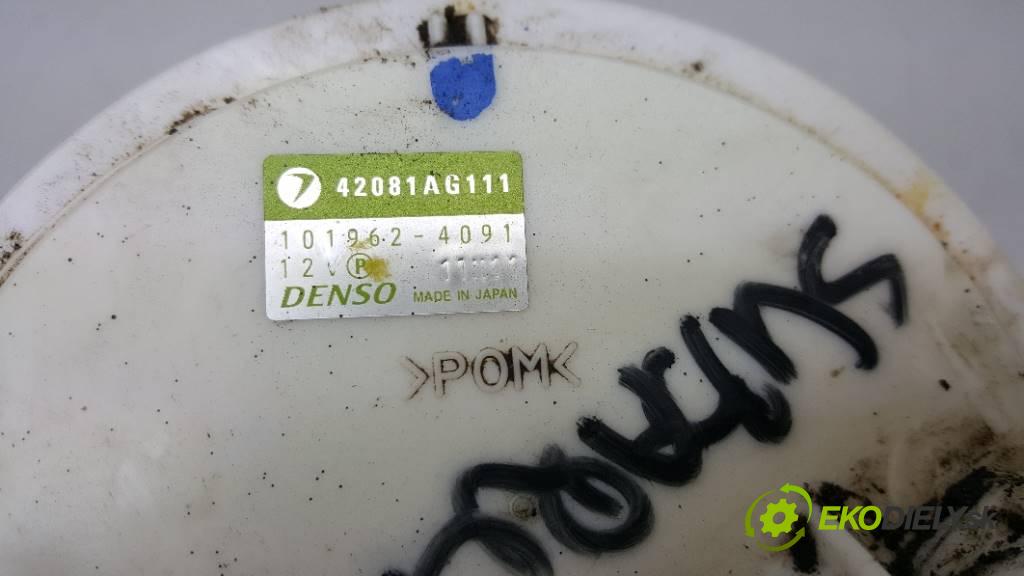 42081AG111
101962-4091
12V P
DENSO MADE IN JAPAN
>POM<
EKODIELY.sk